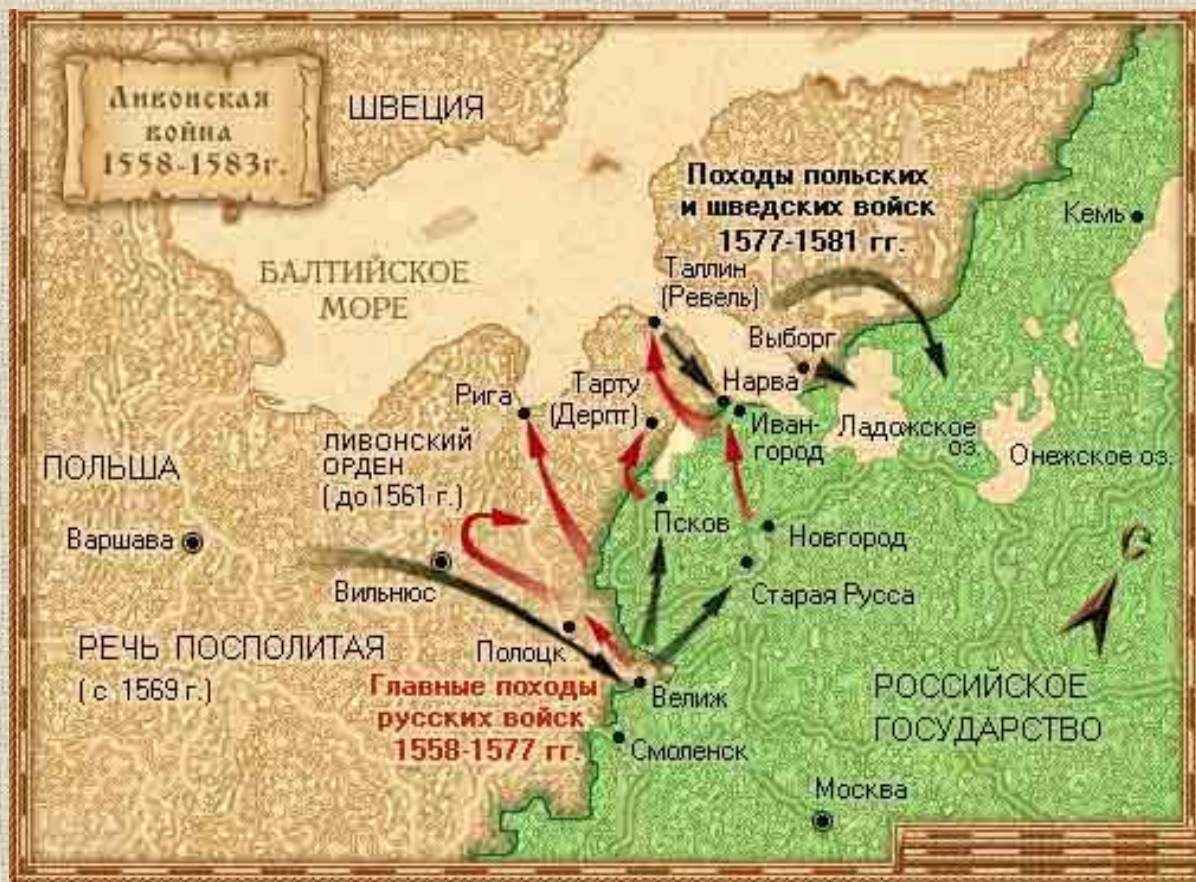 Ливонская
война
1558-1583г.
ШВЕЦИЯ
Походы польских
и шведских войск
1577-1581 гг.
Кемь
БАЛТИЙСКОЕ
МОРЕ
Таллин
(Ревель)
Выборг
Рига
Тарту
(Дерпт)
Нарва
Иван-
город
Ладожское
оз.
Онежское оз.
ЛИВОНСКИЙ
ОРДЕН
( до 1561 г.)
ПОЛЬША
Варшава
Псков
Новгород
С
Вильнюс
Старая Русса
РЕЧЬ ПОСПОЛИТАЯ
( с 1569 г.)
Полоцк
Велиж
Главные походы
русских войск
1558-1577 гг.
РОССИЙСКОЕ
ГОСУДАРСТВО
Смоленск
Москва